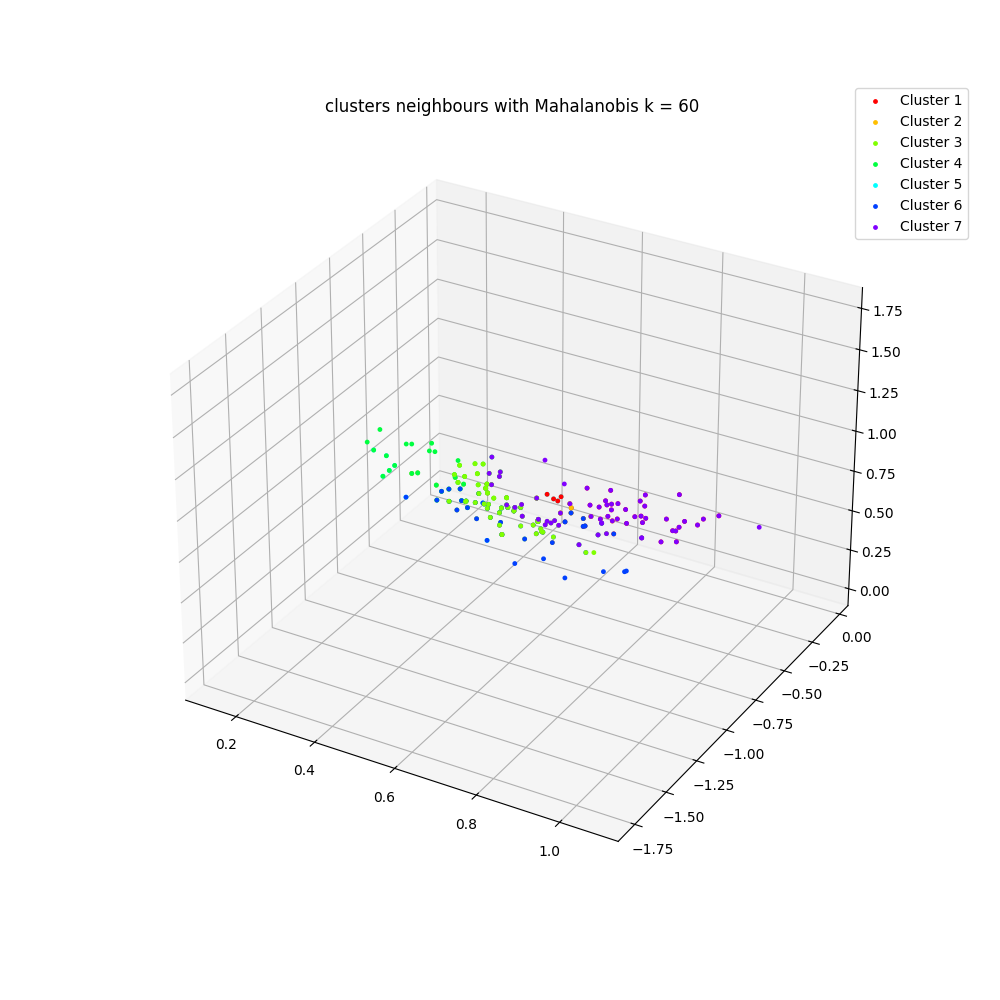 clusters neighbours with Mahalanobis k = 60
Cluster 1
Cluster 2
Cluster 3
Cluster 4
Cluster 5
Cluster 6
Cluster 7
1.75
1.50
1.25
1.00
0.75
0.50
0.25
0.00
0.00
−0.25
−0.50
−0.75
−1.00
−1.25
−1.50
−1.75
0.2
0.4
0.6
0.8
1.0